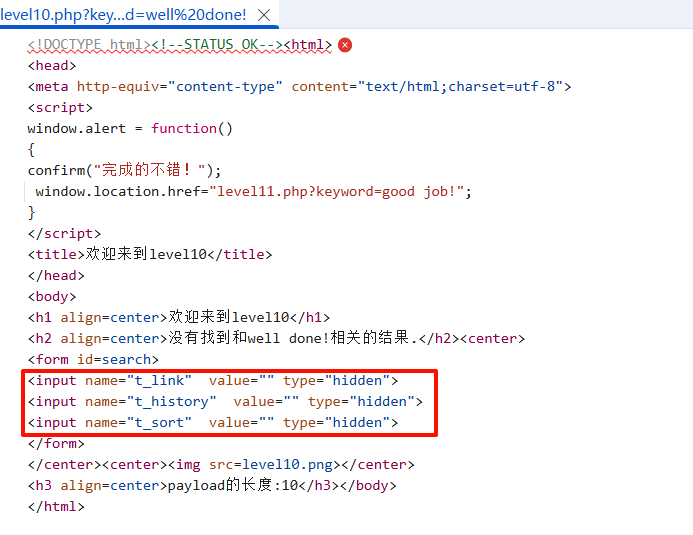 level10.php?key...d=well%20done!
<!DOCTYPE html><!--STATUS OK--><html>
<head>
<meta http-equiv="content-type" content="text/html;charset=utf-8">
<script>
window.alert = function()
{
confirm("完成的不错！");
 window.location.href="level11.php?keyword=good job!";
}
</script>
<title>欢迎来到level10</title>
</head>
<body>
<h1 align=center>欢迎来到level10</h1>
<h2 align=center>没有找到和well done!相关的结果.</h2><center>
<form id=search>
<input name="t_link"  value="" type="hidden">
<input name="t_history"  value="" type="hidden">
<input name="t_sort"  value="" type="hidden">
</form>
</center><center><img src=level10.png></center>
<h3 align=center>payload的长度:10</h3></body>
</html>